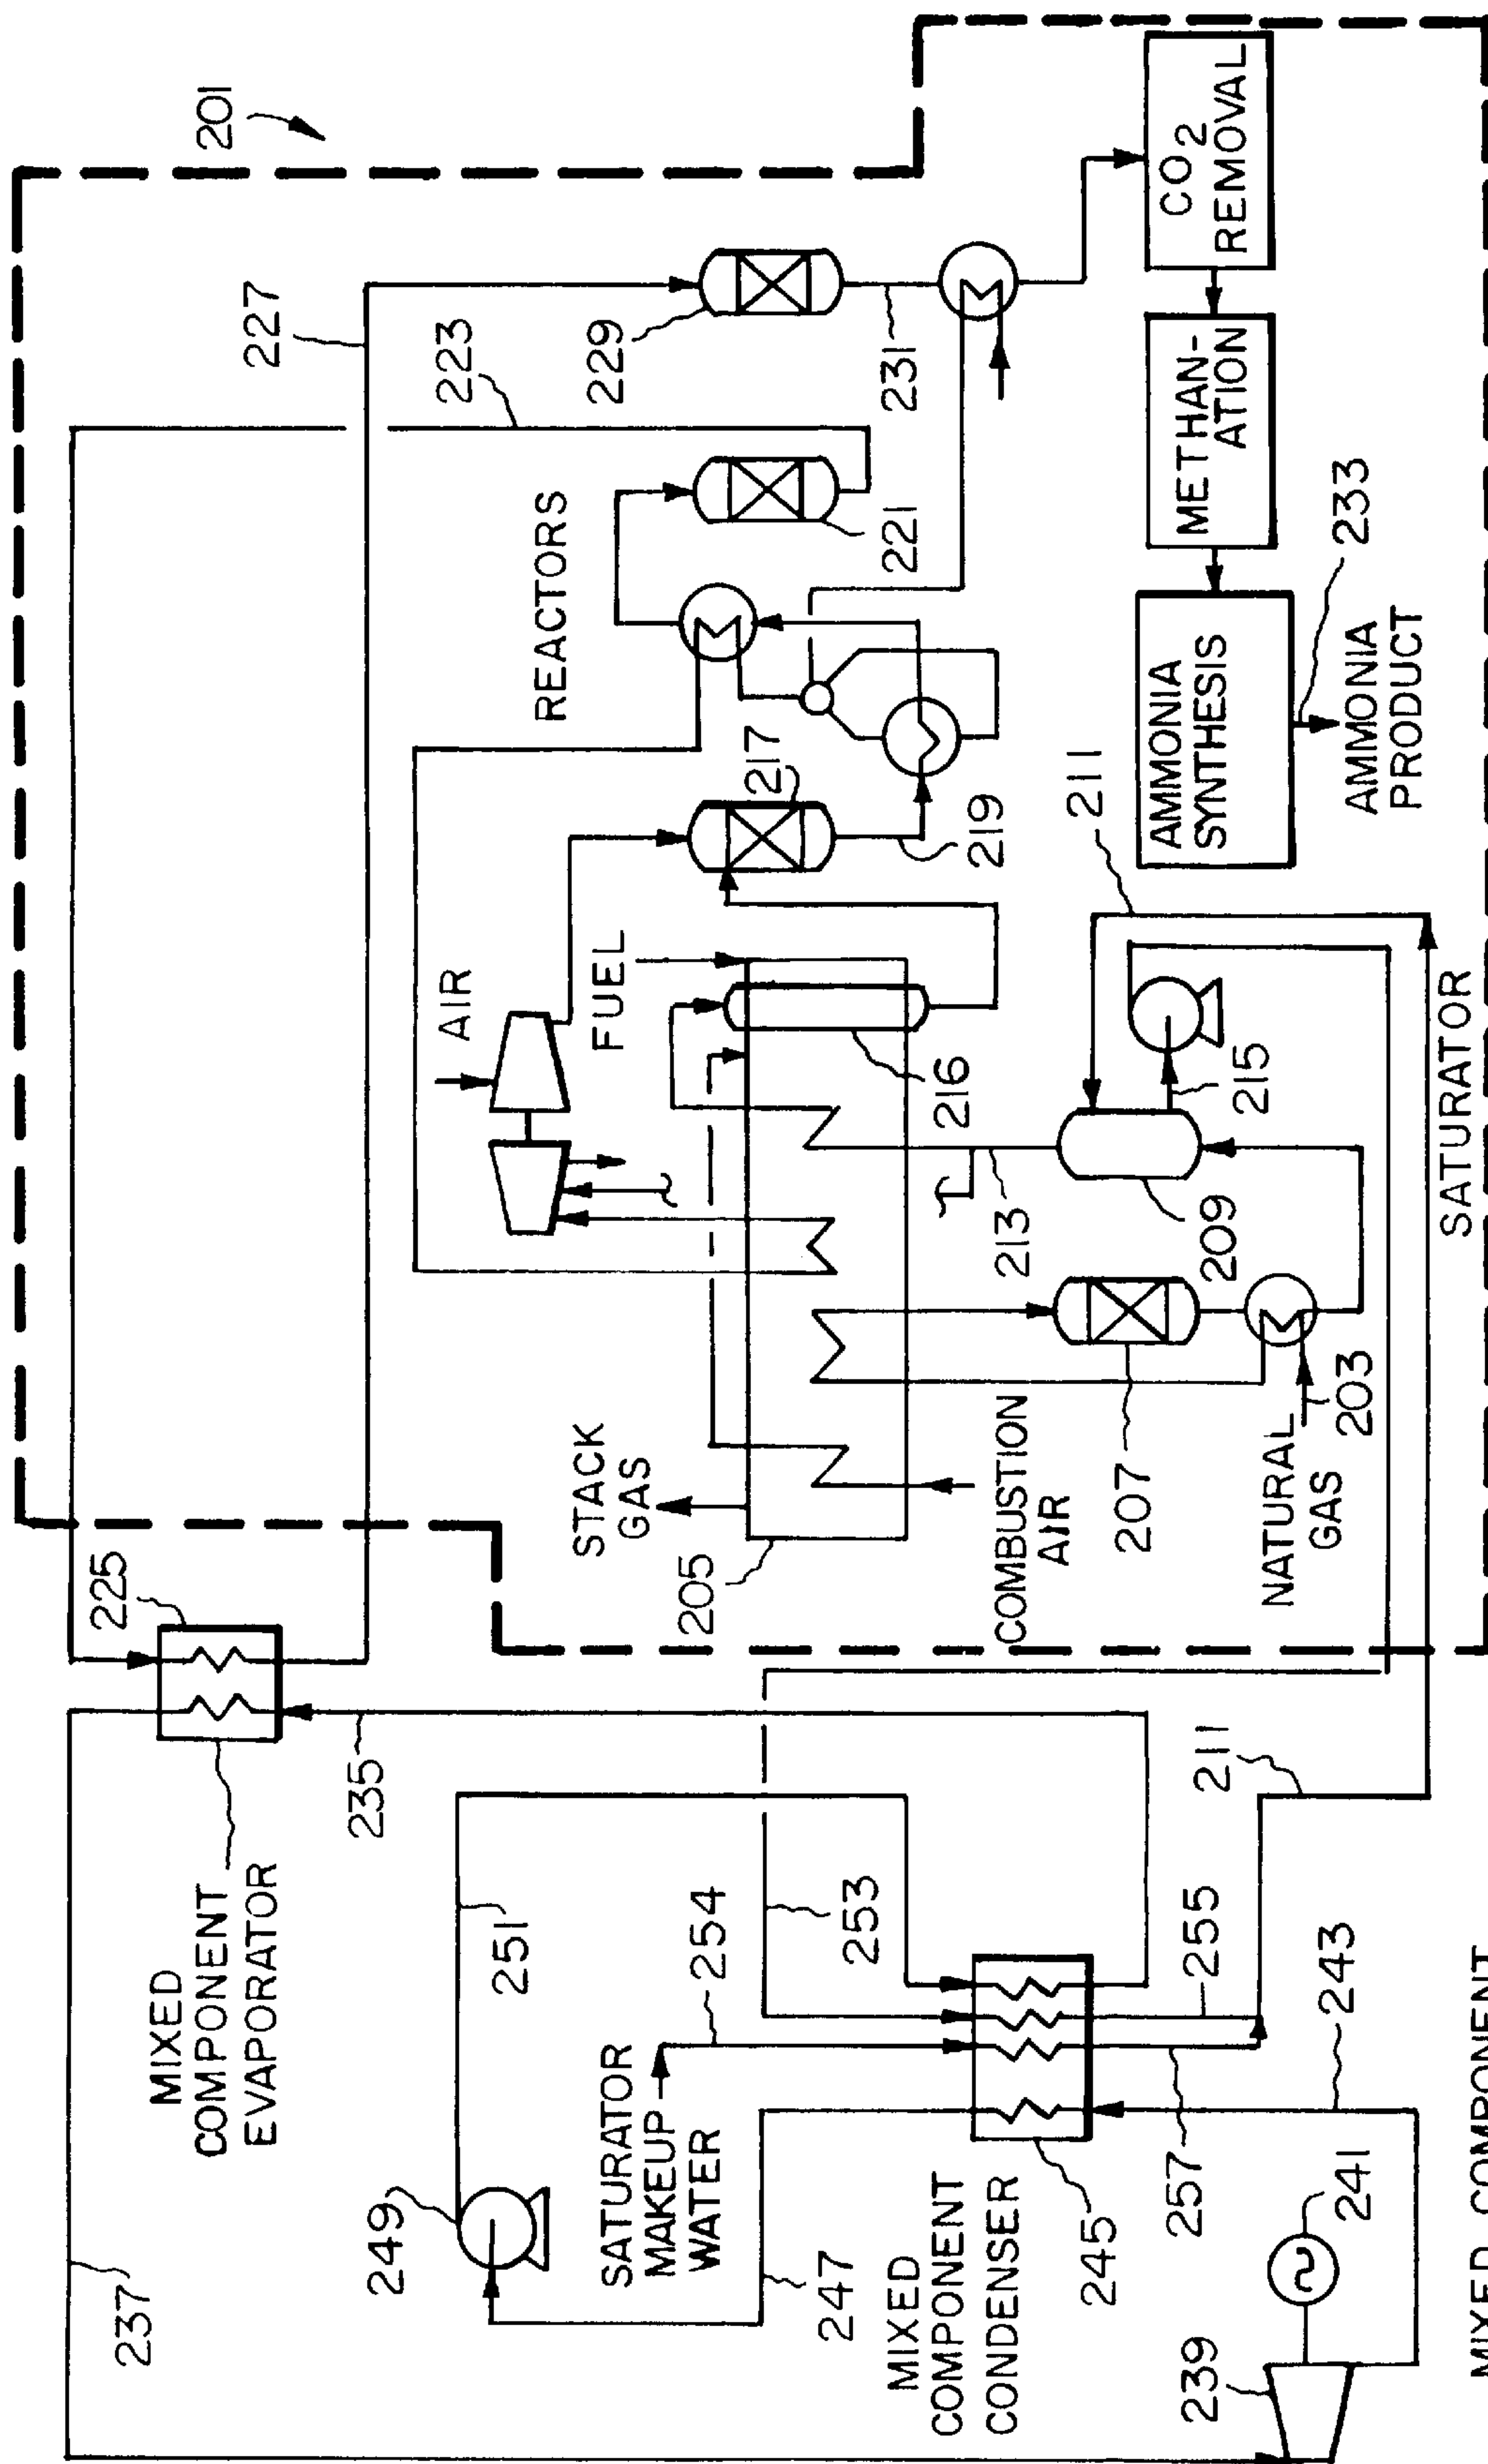 237
MIXED
COMPONENT
EVAPORATOR
225
201
227
235
249
251
223
STACK
GAS
AIR
REACTORS
FUEL
229
SATURATOR
MAKEUP
WATER
254
253
205
217
221
231
247
MIXED
COMPONENT
CONDENSER
245
COMBUSTION
AIR
207
213
216
219
CO2
REMOVAL
METHAN-
ATION
AMMONIA
SYNTHESIS
239
241
257
255
243
211
NATURAL
GAS
203
209
215
211
233
AMMONIA
PRODUCT
SATURATOR
MIXED COMPONENT